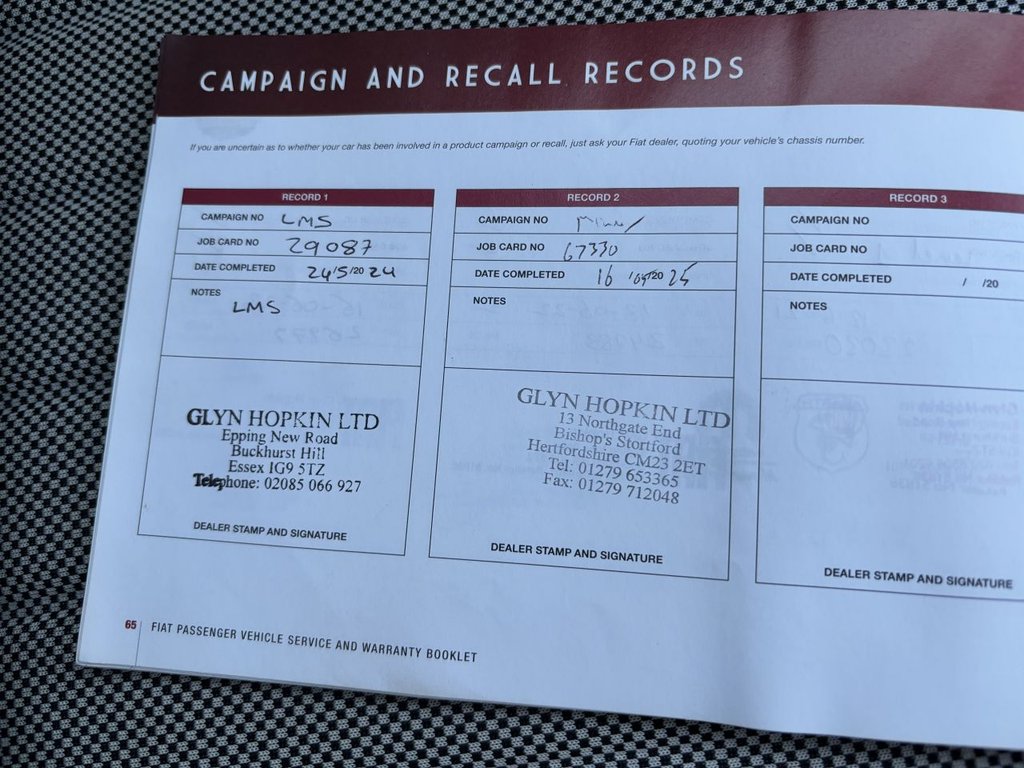 CAMPAIGN AND RECALL RECORDS
If you are uncertain as to whether your car has been involved in a product campaign or recall, just ask your Fiat dealer, quoting your vehicle's chassis number.
RECORD 1
CAMPAIGN NO LMS
JOB CARD NO 29087
DATE COMPLETED 24/5/20 24
NOTES
LMS
GLYN HOPKIN LTD
Epping New Road
Buckhurst Hill
Essex IG9 5TZ
Telephone: 02085 066 927
DEALER STAMP AND SIGNATURE
RECORD 2
CAMPAIGN NO
JOB CARD NO 67330
DATE COMPLETED 16 /05/20 25
NOTES
GLYN HOPKIN LTD
13 Northgate End
Bishop's Stortford
Hertfordshire CM23 2ET
Tel: 01279 653365
Fax: 01279 712048
DEALER STAMP AND SIGNATURE
RECORD 3
CAMPAIGN NO
JOB CARD NO
DATE COMPLETED / /20
NOTES
DEALER STAMP AND SIGNATURE
65 FIAT PASSENGER VEHICLE SERVICE AND WARRANTY BOOKLET